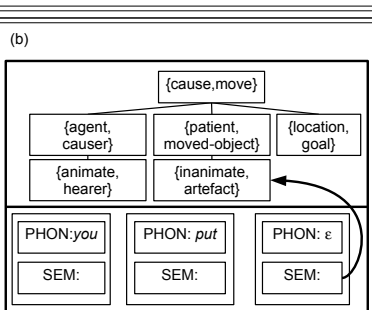 (b)
{cause,move}
{agent,
causer}
{patient,
moved-object}
{location,
goal}
{animate,
hearer}
{inanimate,
artefact}
PHON:you
PHON: put
PHON: ε
SEM:
SEM:
SEM: